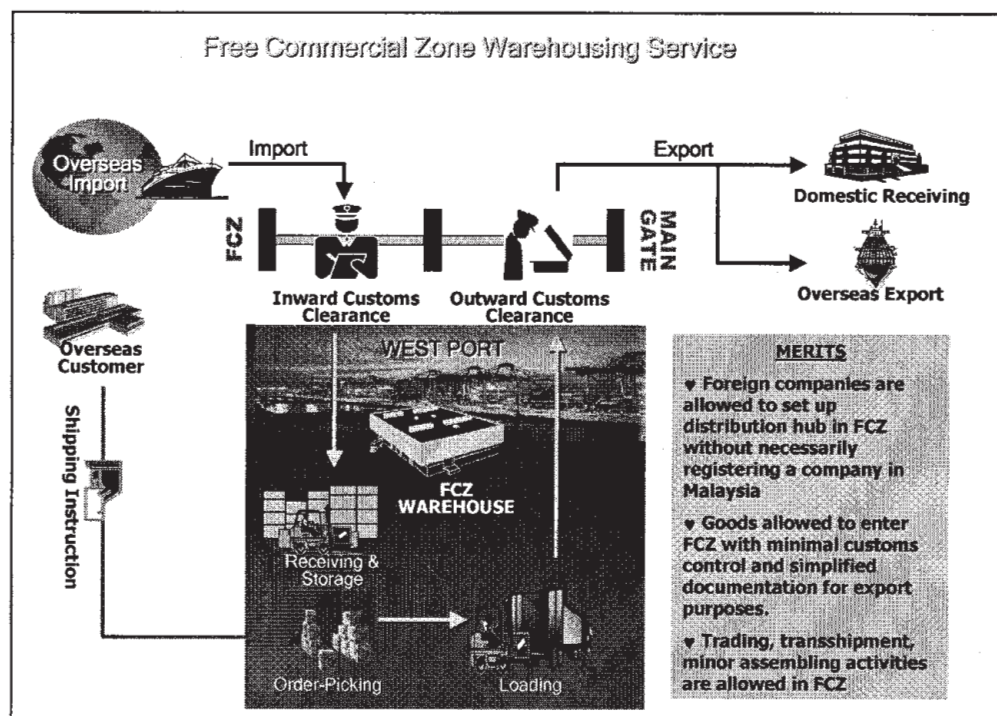 Free Commercial Zone Warehousing Service
Overseas
Import
Import
Export
Domestic Receiving
FCZ
MAIN
GATE
Inward Customs
Clearance
Outward Customs
Clearance
Overseas Export
Overseas
Customer
Shipping Instruction
WEST PORT
FCZ
WAREHOUSE
Receiving &
Storage
Order-Picking
Loading
MERITS
♥ Foreign companies are
allowed to set up
distribution hub in FCZ
without necessarily
registering a company in
Malaysia
♥ Goods allowed to enter
FCZ with minimal customs
control and simplified
documentation for export
purposes.
♥ Trading, transshipment,
minor assembling activities
are allowed in FCZ